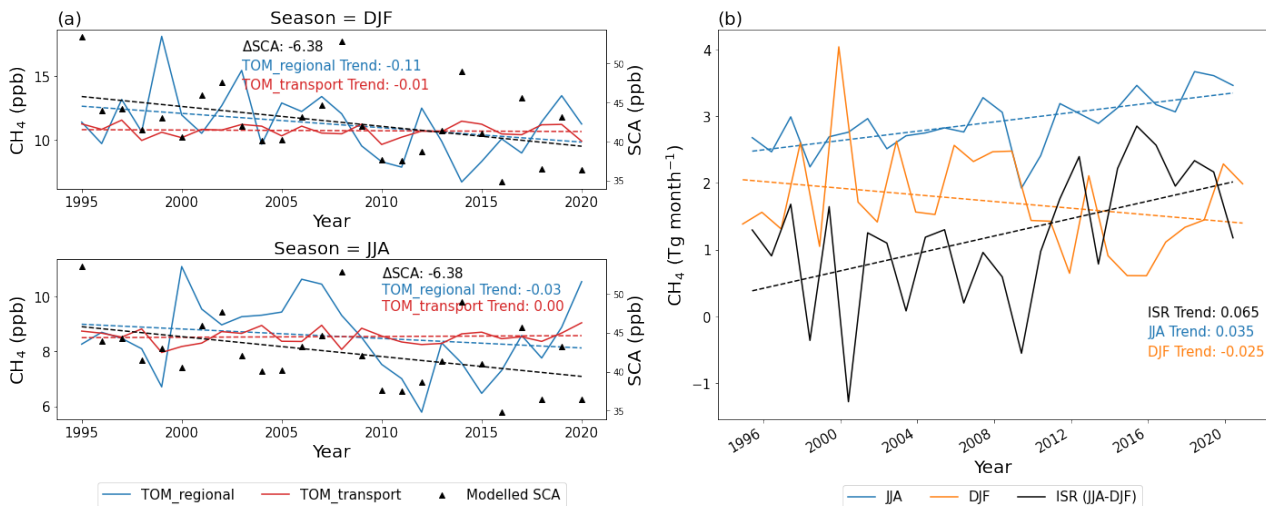 (a)
Season = DJF
ΔSCA: -6.38
TOM_regional Trend: -0.11
TOM_transport Trend: -0.01
CH₄ (ppb)
15
10
50
45
40
35
SCA (ppb)
1995
2000
2005
2010
2015
2020
Year
Season = JJA
ΔSCA: -6.38
TOM_regional Trend: -0.03
TOM_transport Trend: 0.00
CH₄ (ppb)
10
8
6
50
45
40
35
SCA (ppb)
1995
2000
2005
2010
2015
2020
Year
TOM_regional
TOM_transport
Modelled SCA
(b)
CH₄ (Tg month⁻¹)
4
3
2
1
0
−1
ISR Trend: 0.065
JJA Trend: 0.035
DJF Trend: -0.025
1996
2000
2004
2008
2012
2016
2020
Year
JJA
DJF
ISR (JJA-DJF)